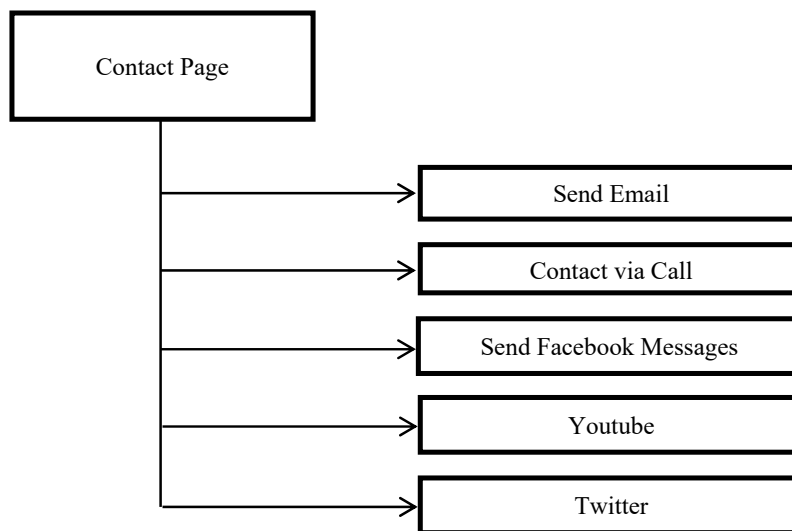 Contact Page
Send Email
Contact via Call
Send Facebook Messages
Youtube
Twitter